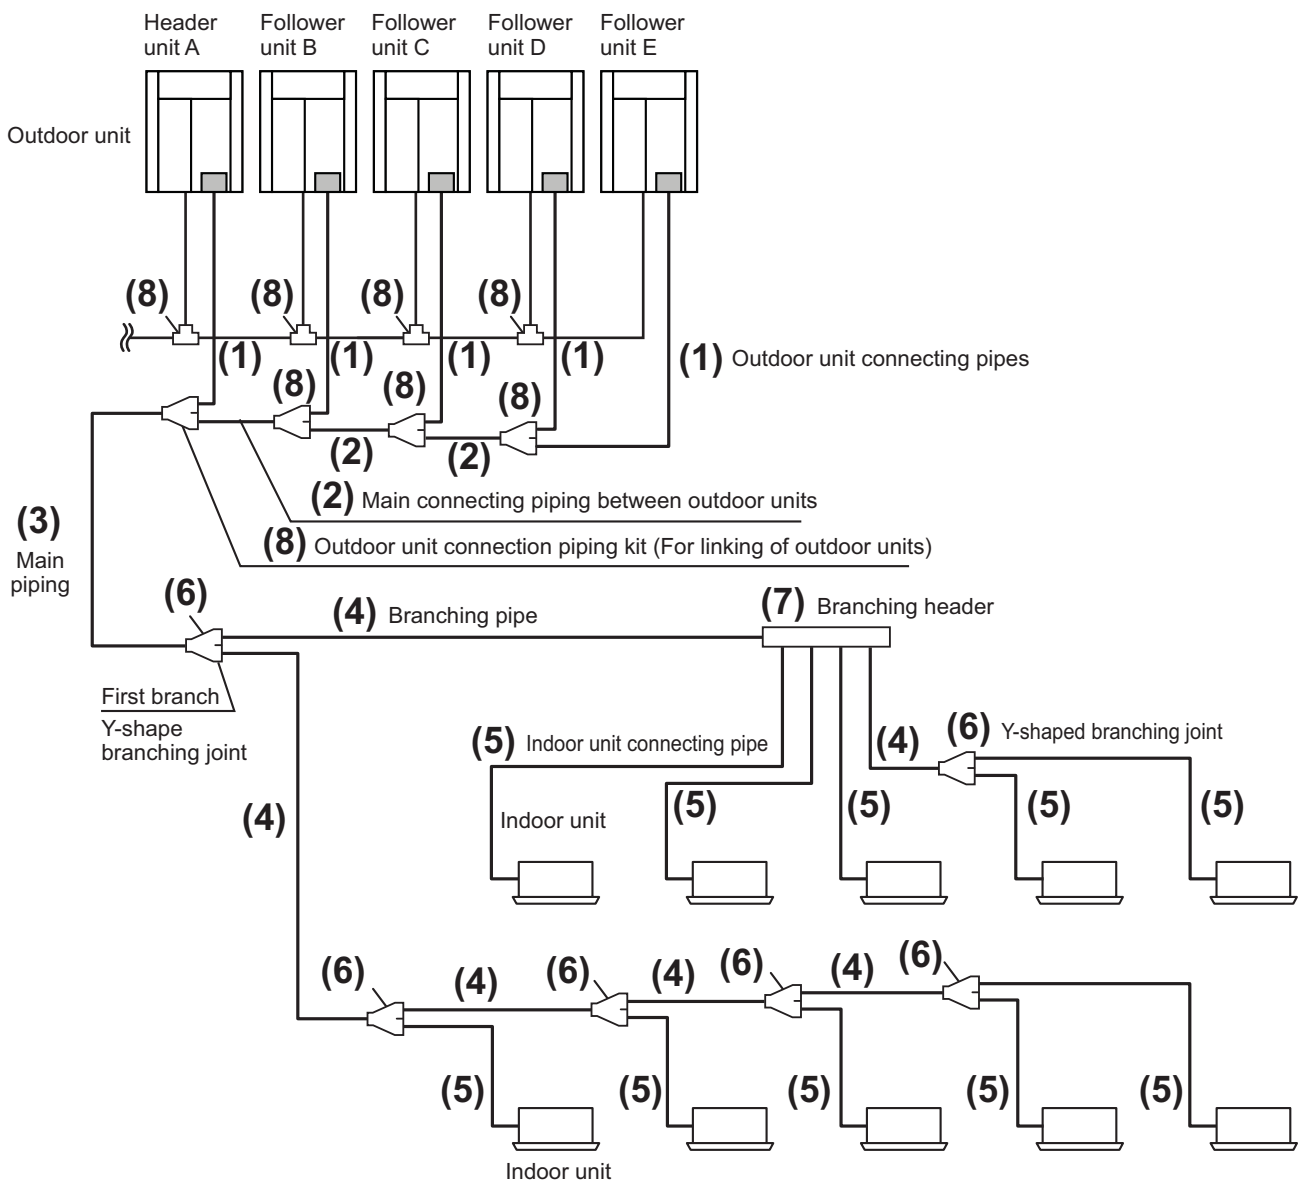 Header unit A
Follower unit B
Follower unit C
Follower unit D
Follower unit E
Outdoor unit
(8) (8) (8) (8)
(1) (1) (1) (1) (1) Outdoor unit connecting pipes
(8) (8) (8)
(2) (2)
(2) Main connecting piping between outdoor units
(3)
Main
piping
(8) Outdoor unit connection piping kit (For linking of outdoor units)
(6)
(4) Branching pipe
(7) Branching header
First branch
Y-shape
branching joint
(5) Indoor unit connecting pipe
(4)
(6) Y-shaped branching joint
(4)
Indoor unit
(5) (5) (5) (5)
(6) (4) (6) (4) (6) (4) (6)
(5) (5) (5) (5) (5)
Indoor unit